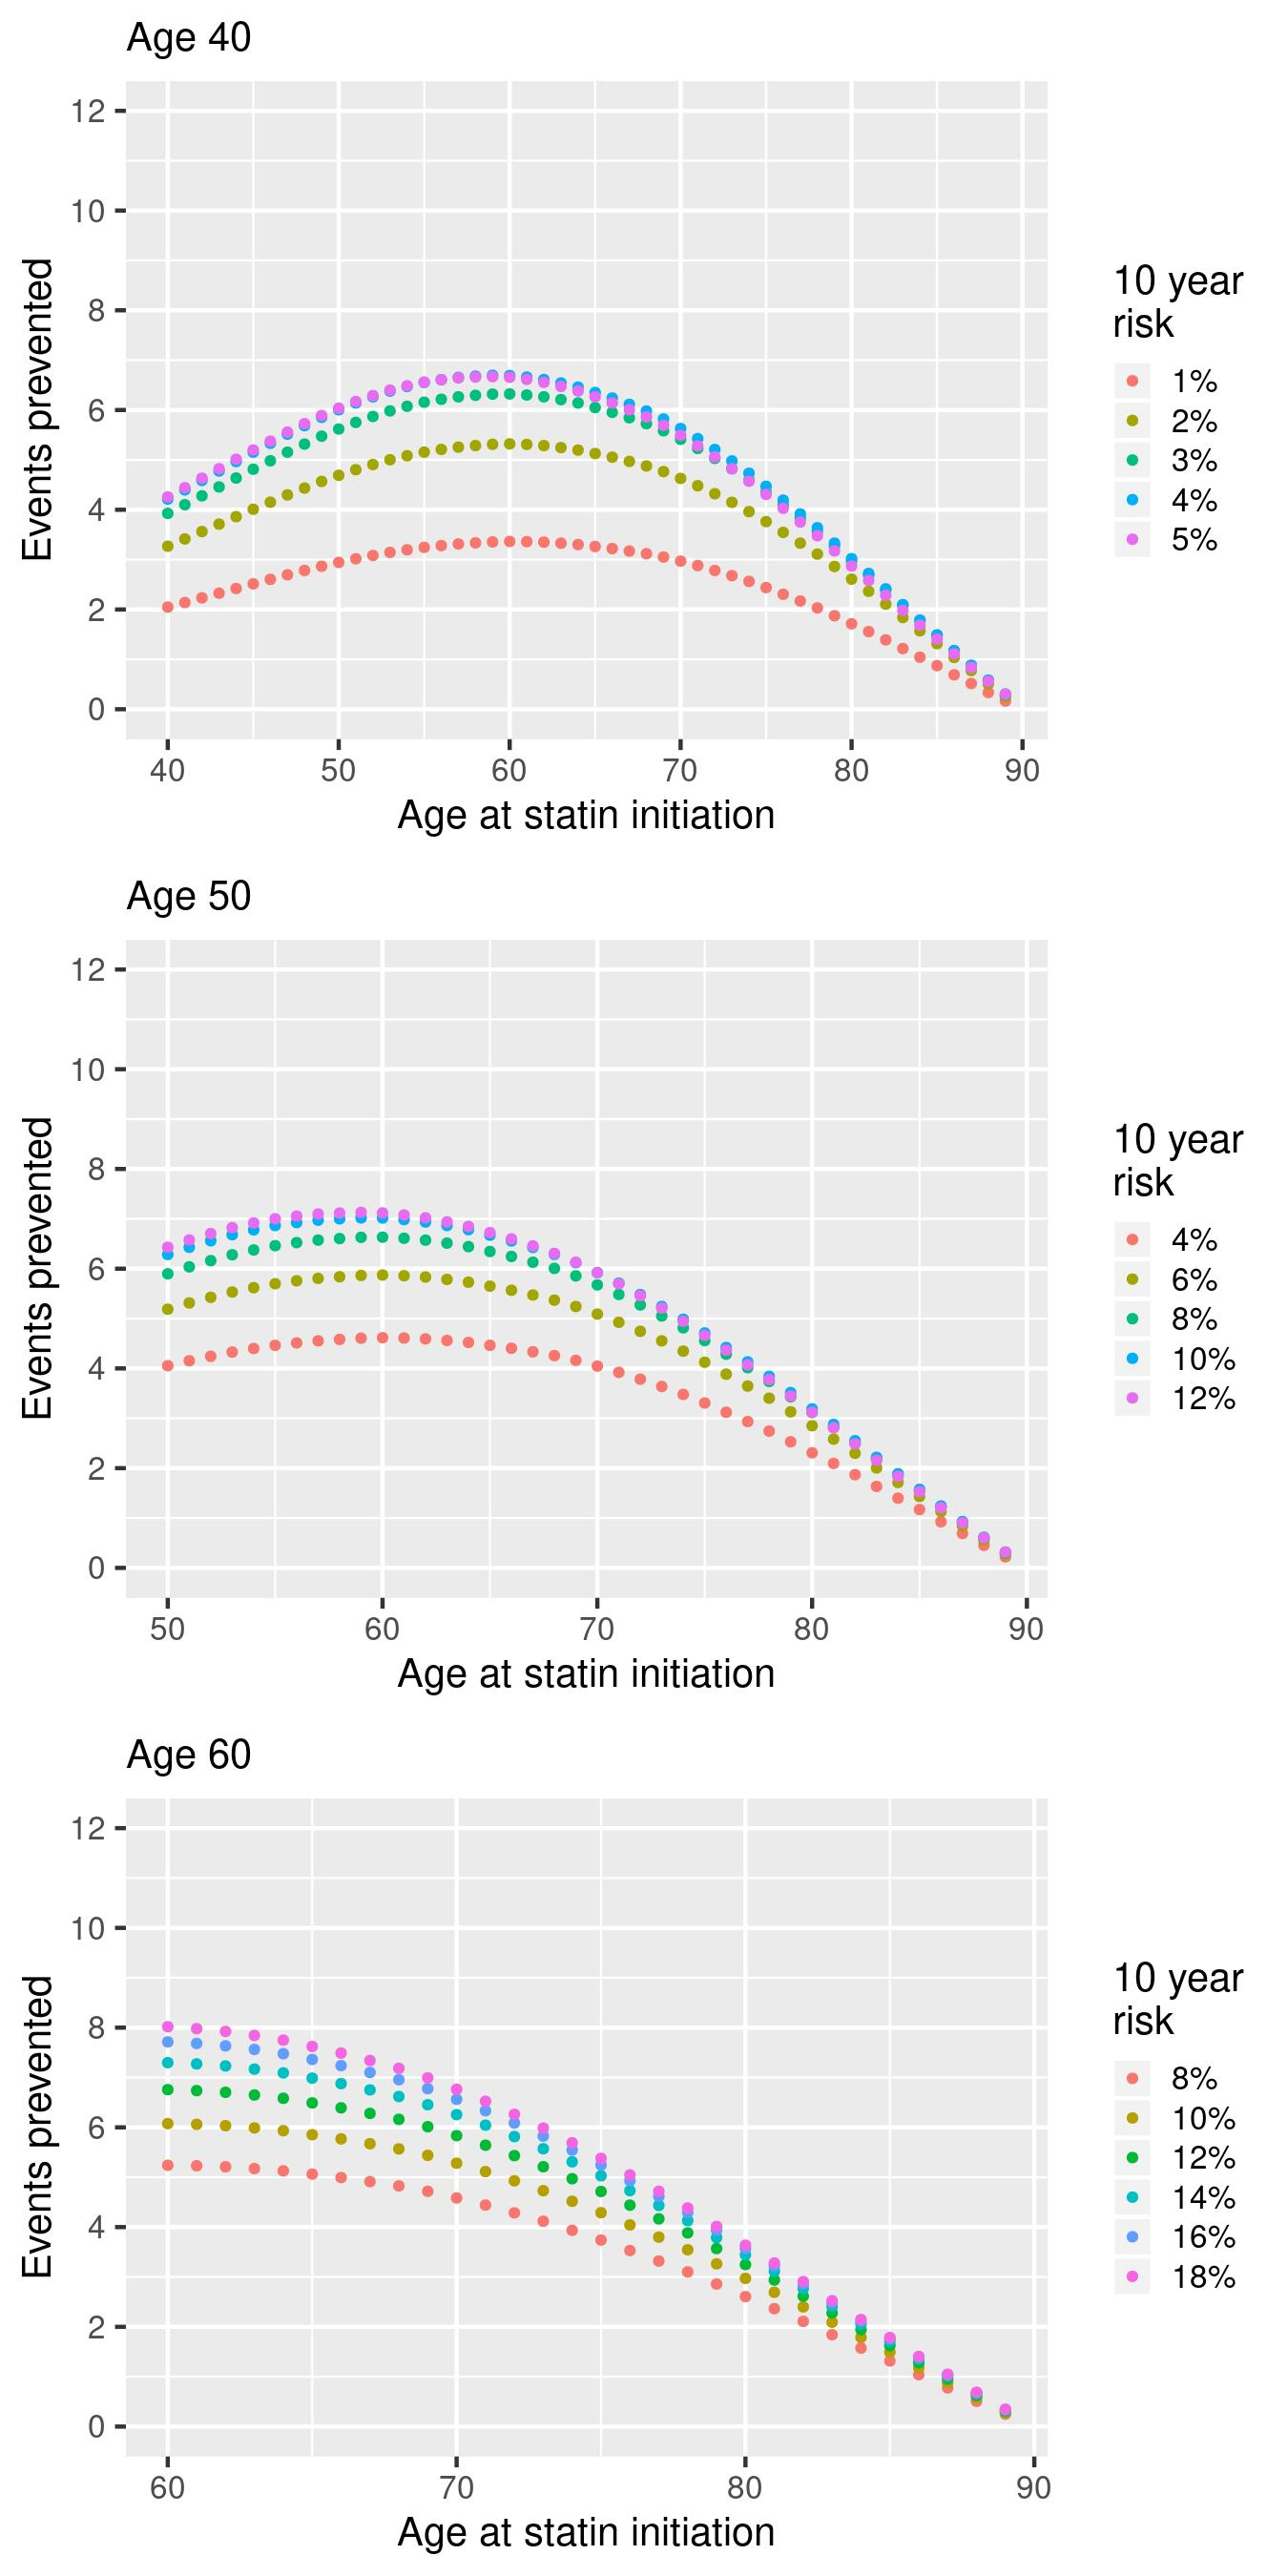 Age 40
12
10
8
6
4
2
0
Events prevented
40 50 60 70 80 90
Age at statin initiation
10 year
risk
1%
2%
3%
4%
5%
Age 50
12
10
8
6
4
2
0
Events prevented
50 60 70 80 90
Age at statin initiation
10 year
risk
4%
6%
8%
10%
12%
Age 60
12
10
8
6
4
2
0
Events prevented
60 70 80 90
Age at statin initiation
10 year
risk
8%
10%
12%
14%
16%
18%